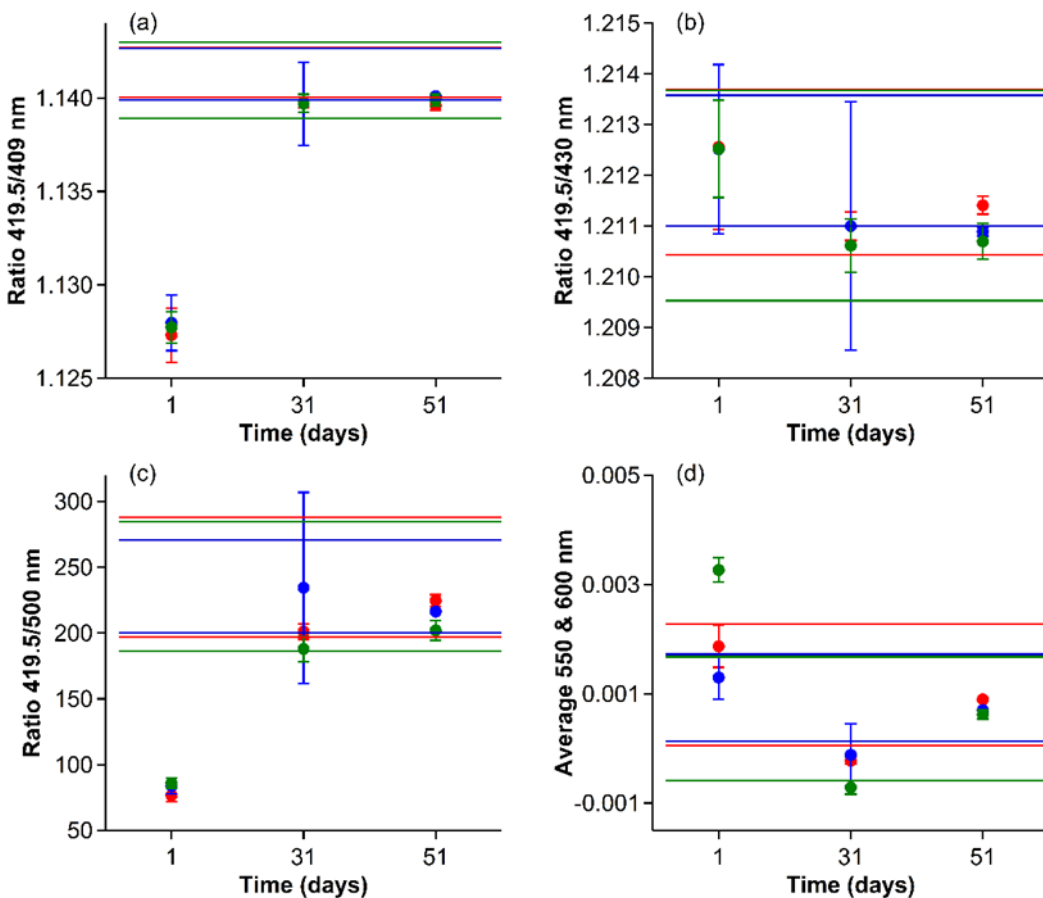 (a)
Ratio 419.5/409 nm
1.140
1.135
1.130
1.125
1
31
51
Time (days)
(b)
Ratio 419.5/430 nm
1.215
1.214
1.213
1.212
1.211
1.210
1.209
1.208
1
31
51
Time (days)
(c)
Ratio 419.5/500 nm
300
250
200
150
100
50
1
31
51
Time (days)
(d)
Average 550 & 600 nm
0.005
0.003
0.001
-0.001
1
31
51
Time (days)